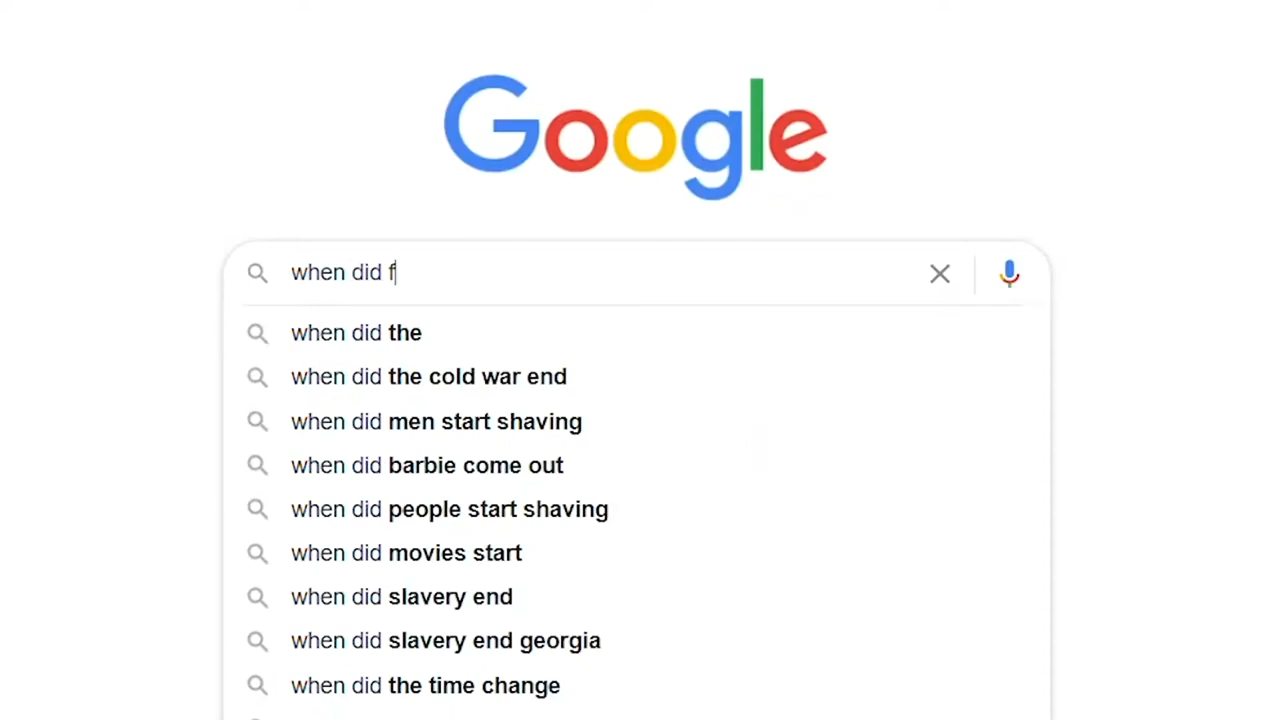 Google
when did f
when did the
when did the cold war end
when did men start shaving
when did barbie come out
when did people start shaving
when did movies start
when did slavery end
when did slavery end georgia
when did the time change